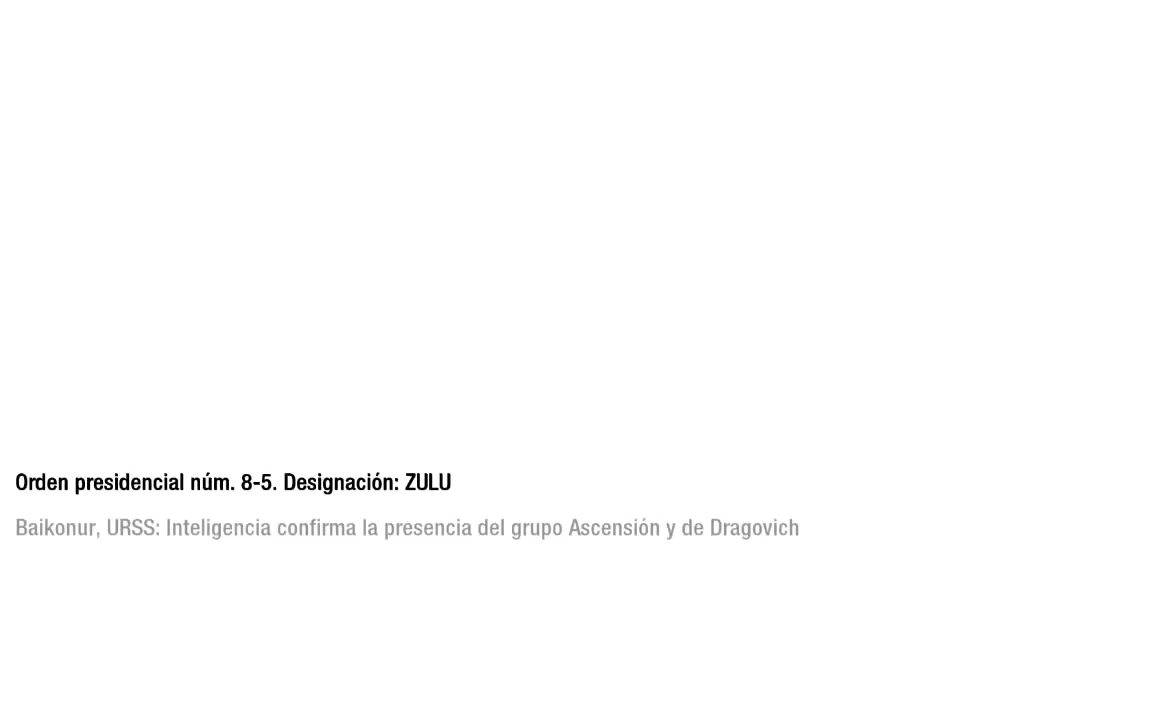 Orden presidencial núm. 8-5. Designación: ZULU
Baikonur, URSS: Inteligencia confirma la presencia del grupo Ascensión y de Dragovich